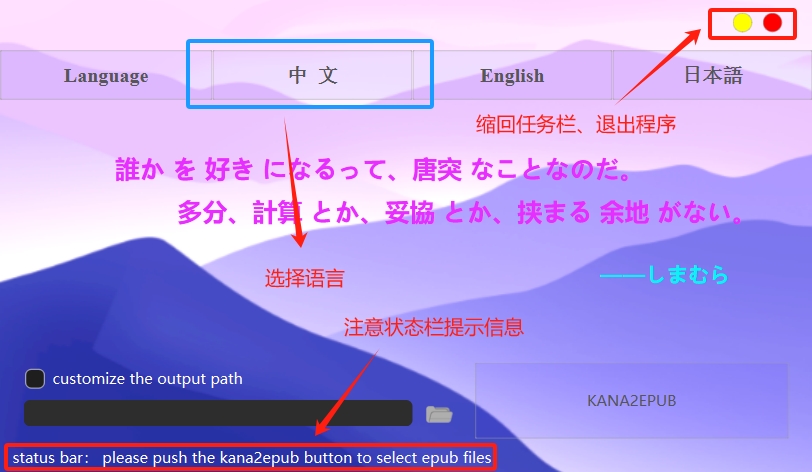 Language
中 文
English
日本語
缩回任务栏、退出程序
誰か を 好き になるって、唐突 なことなのだ。
多分、計算 とか、妥協 とか、挟まる 余地 がない。
选择语言
——しまむら
注意状态栏提示信息
customize the output path
KANA2EPUB
status bar： please push the kana2epub button to select epub files